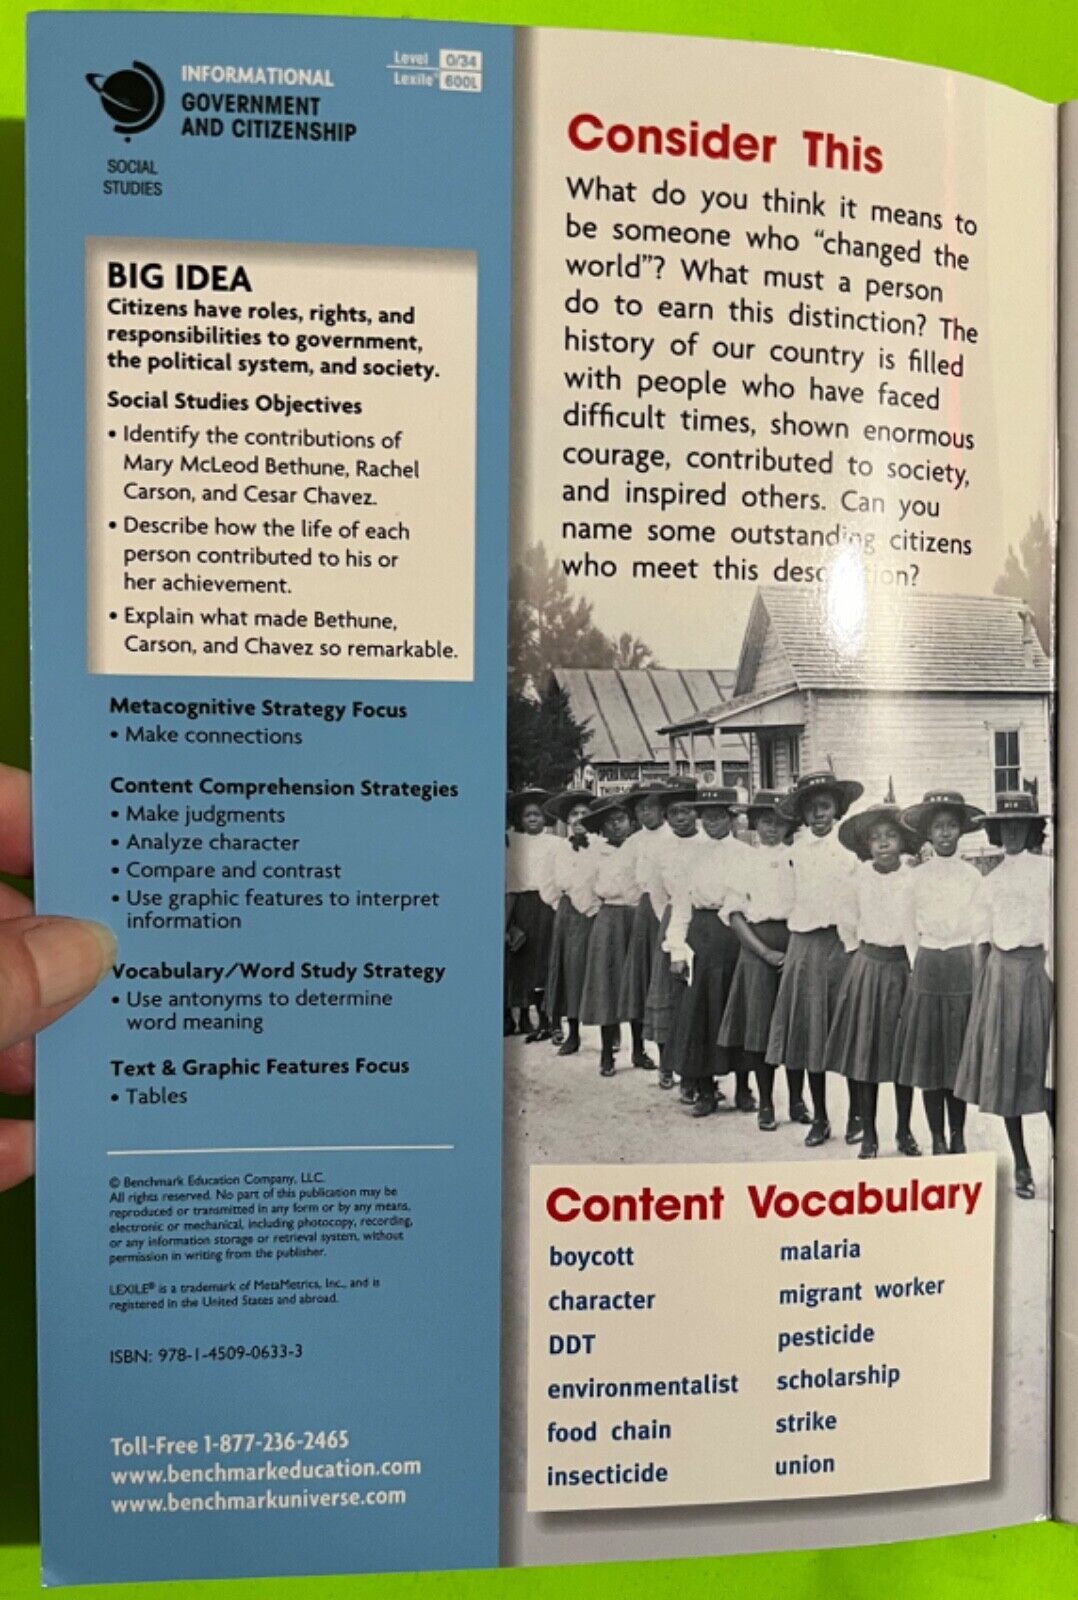 INFORMATIONAL
GOVERNMENT
AND CITIZENSHIP
SOCIAL
STUDIES
Level O/34
Lexile® 600L
BIG IDEA
Citizens have roles, rights, and
responsibilities to government,
the political system, and society.
Social Studies Objectives
• Identify the contributions of
Mary McLeod Bethune, Rachel
Carson, and Cesar Chavez.
• Describe how the life of each
person contributed to his or
her achievement.
• Explain what made Bethune,
Carson, and Chavez so remarkable.
Metacognitive Strategy Focus
• Make connections
Content Comprehension Strategies
• Make judgments
• Analyze character
• Compare and contrast
• Use graphic features to interpret
information
Vocabulary/Word Study Strategy
• Use antonyms to determine
word meaning
Text & Graphic Features Focus
• Tables
© Benchmark Education Company, LLC.
All rights reserved. No part of this publication may be
reproduced or transmitted in any form or by any means,
electronic or mechanical, including photocopy, recording,
or any information storage or retrieval system, without
permission in writing from the publisher.
LEXILE® is a trademark of MetaMetrics, Inc., and is
registered in the United States and abroad.
ISBN: 978-1-4509-0633-3
Toll-Free 1-877-236-2465
www.benchmarkeducation.com
www.benchmarkuniverse.com
Consider This
What do you think it means to
be someone who “changed the
world”? What must a person
do to earn this distinction? The
history of our country is filled
with people who have faced
difficult times, shown enormous
courage, contributed to society,
and inspired others. Can you
name some outstanding citizens
who meet this description?
OPERA HOUSE
Content Vocabulary
boycott
character
DDT
environmentalist
food chain
insecticide
malaria
migrant worker
pesticide
scholarship
strike
union